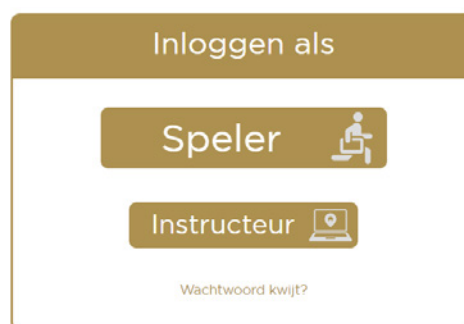 Inloggen als
Speler
Instructeur
Wachtwoord kwijt?